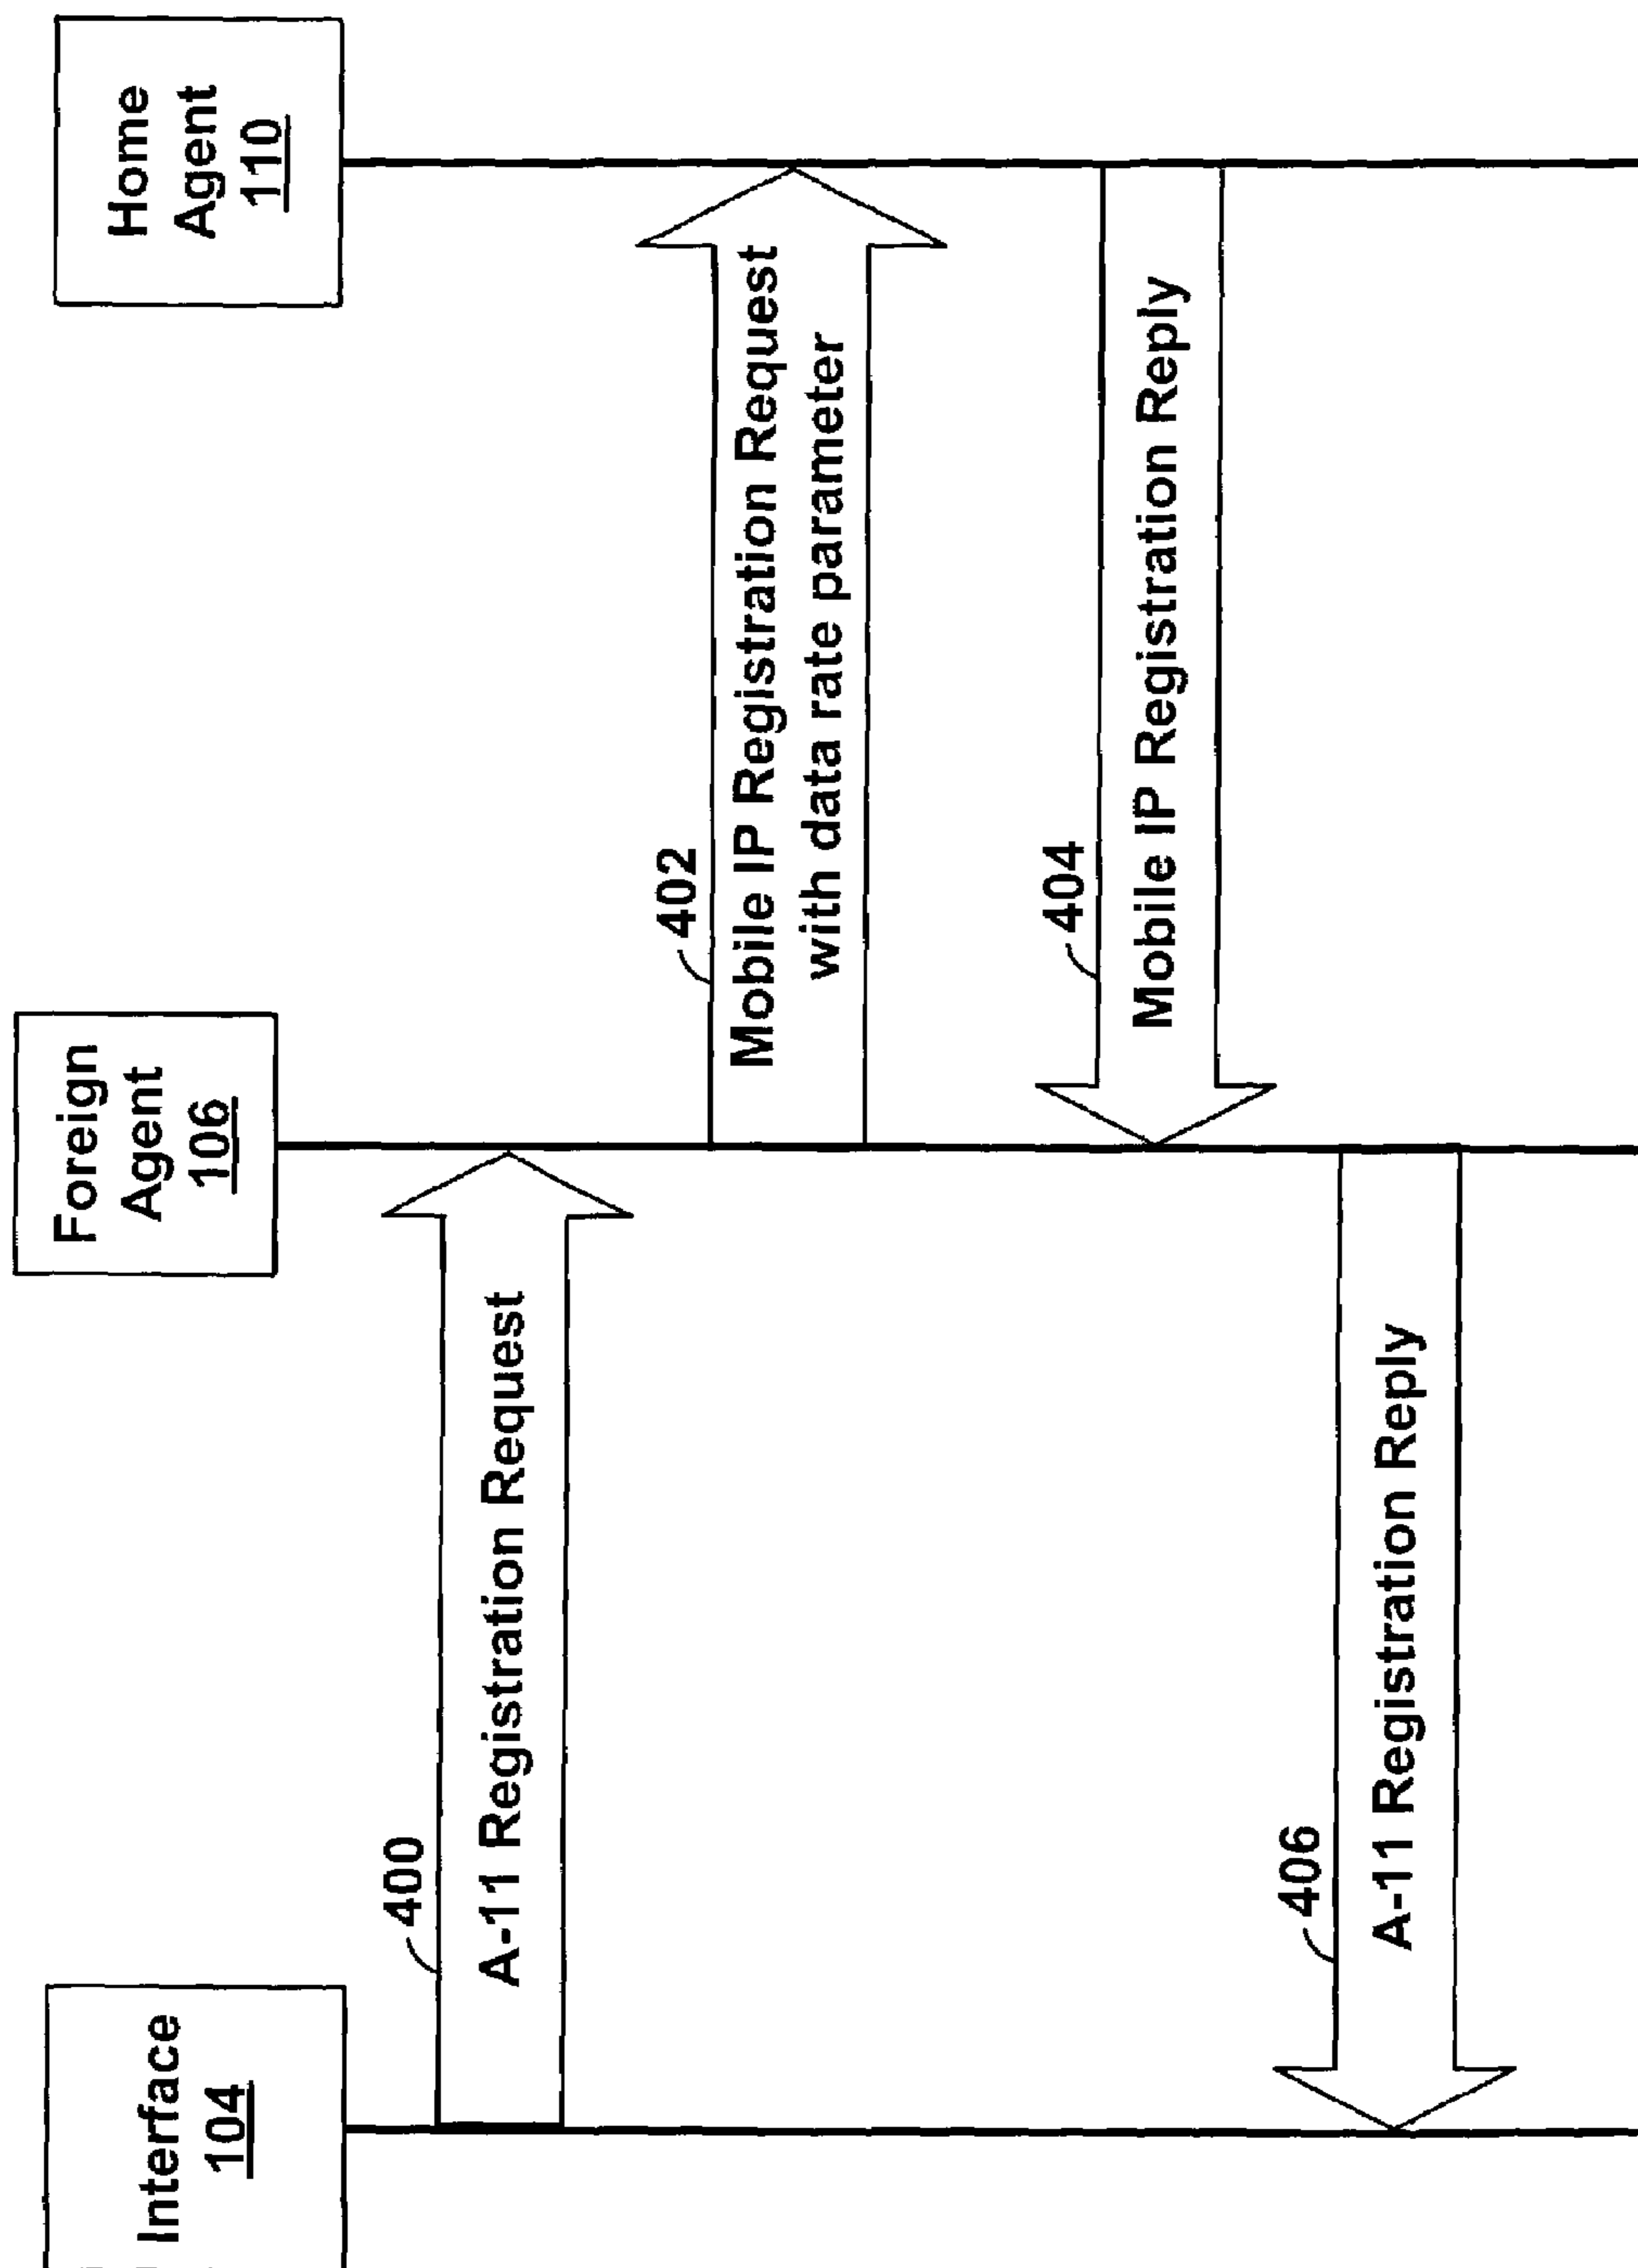 Interface
104
Foreign
Agent
106
Home
Agent
110
400
A-11 Registration Request
402
Mobile IP Registration Request
with data rate parameter
404
Mobile IP Registration Reply
406
A-11 Registration Reply